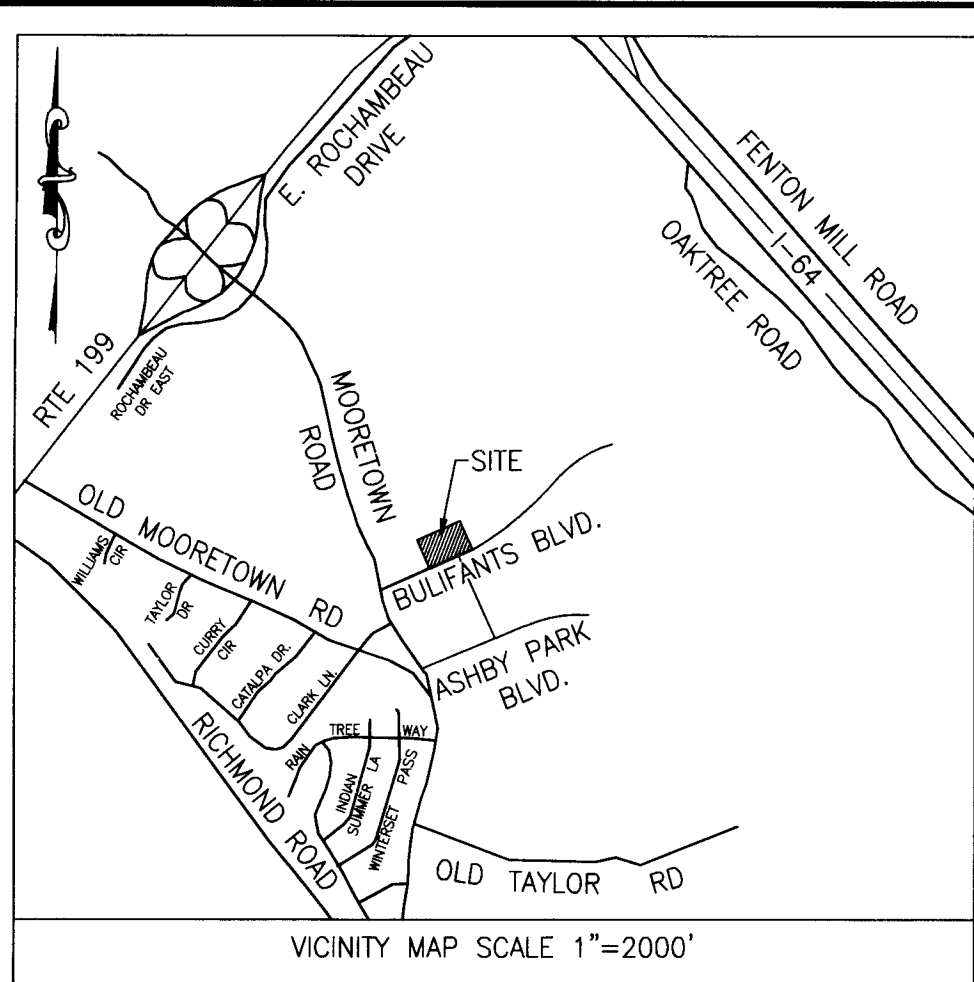 E. ROCHAMBEAU
DRIVE
FENTON MILL ROAD
I-64
OAKTREE ROAD
RTE 199
ROCHAMBEAU
DR EAST
MOORETOWN
ROAD
SITE
OLD MOORETOWN RD
WILLIAMS
CIR
TAYLOR
DR
CURRY
CIR
CATALPA DR.
CLARK LN.
BULIFANTS BLVD.
ASHBY PARK
BLVD.
RICHMOND ROAD
RAIN TREE WAY
INDIAN
SUMMER LA
WINTERSET PASS
OLD TAYLOR RD
VICINITY MAP SCALE 1"=2000'